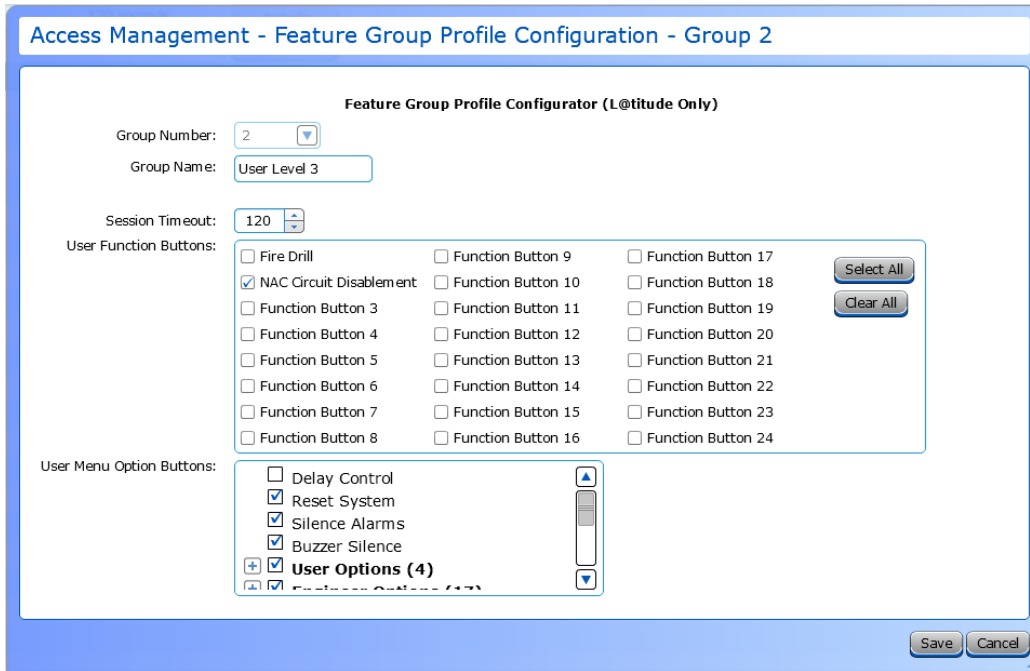 Access Management - Feature Group Profile Configuration - Group 2
Feature Group Profile Configurator (L@titude Only)
Group Number: 2
Group Name: User Level 3
Session Timeout: 120
User Function Buttons:
Fire Drill Function Button 9 Function Button 17
NAC Circuit Disablement Function Button 10 Function Button 18
Function Button 3 Function Button 11 Function Button 19
Function Button 4 Function Button 12 Function Button 20
Function Button 5 Function Button 13 Function Button 21
Function Button 6 Function Button 14 Function Button 22
Function Button 7 Function Button 15 Function Button 23
Function Button 8 Function Button 16 Function Button 24
Select All
Clear All
User Menu Option Buttons:
Delay Control
Reset System
Silence Alarms
Buzzer Silence
User Options (4)
Engineer Options (17)
Save Cancel